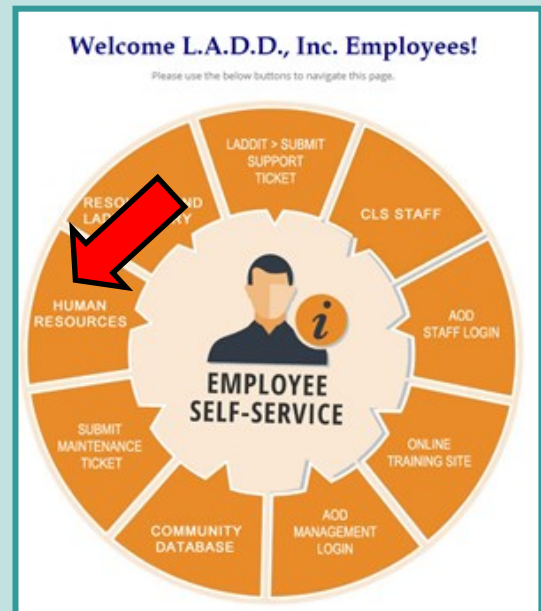 Welcome L.A.D.D., Inc. Employees!
Please use the below buttons to navigate this page.
LADDIT > SUBMIT
SUPPORT
TICKET
CLS STAFF
AOD
STAFF LOGIN
ONLINE
TRAINING SITE
AOD
MANAGEMENT
LOGIN
COMMUNITY
DATABASE
SUBMIT
MAINTENANCE
TICKET
HUMAN
RESOURCES
i
EMPLOYEE
SELF-SERVICE